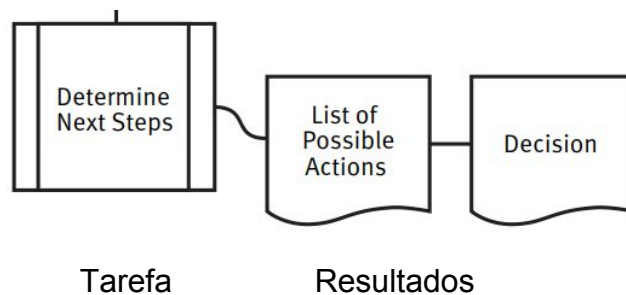 Determine
Next Steps
List of
Possible
Actions
Decision
Tarefa
Resultados